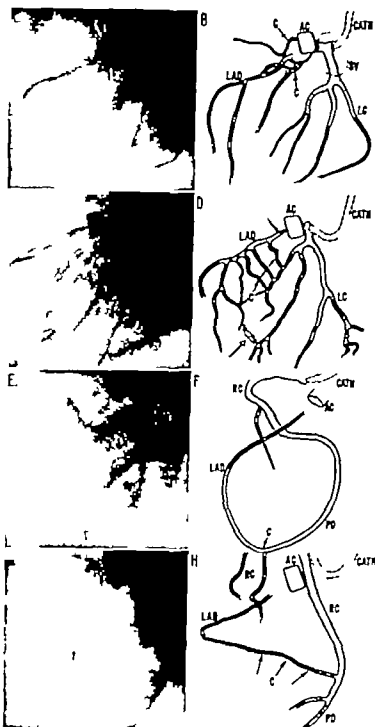 B C AC CATH
SV
LAD
C
LC
D AC CATH
LAD
C
LC
E F RC CATH
AC
LAD
C PD
H RC AC CATH
RC
LAD
C
PD